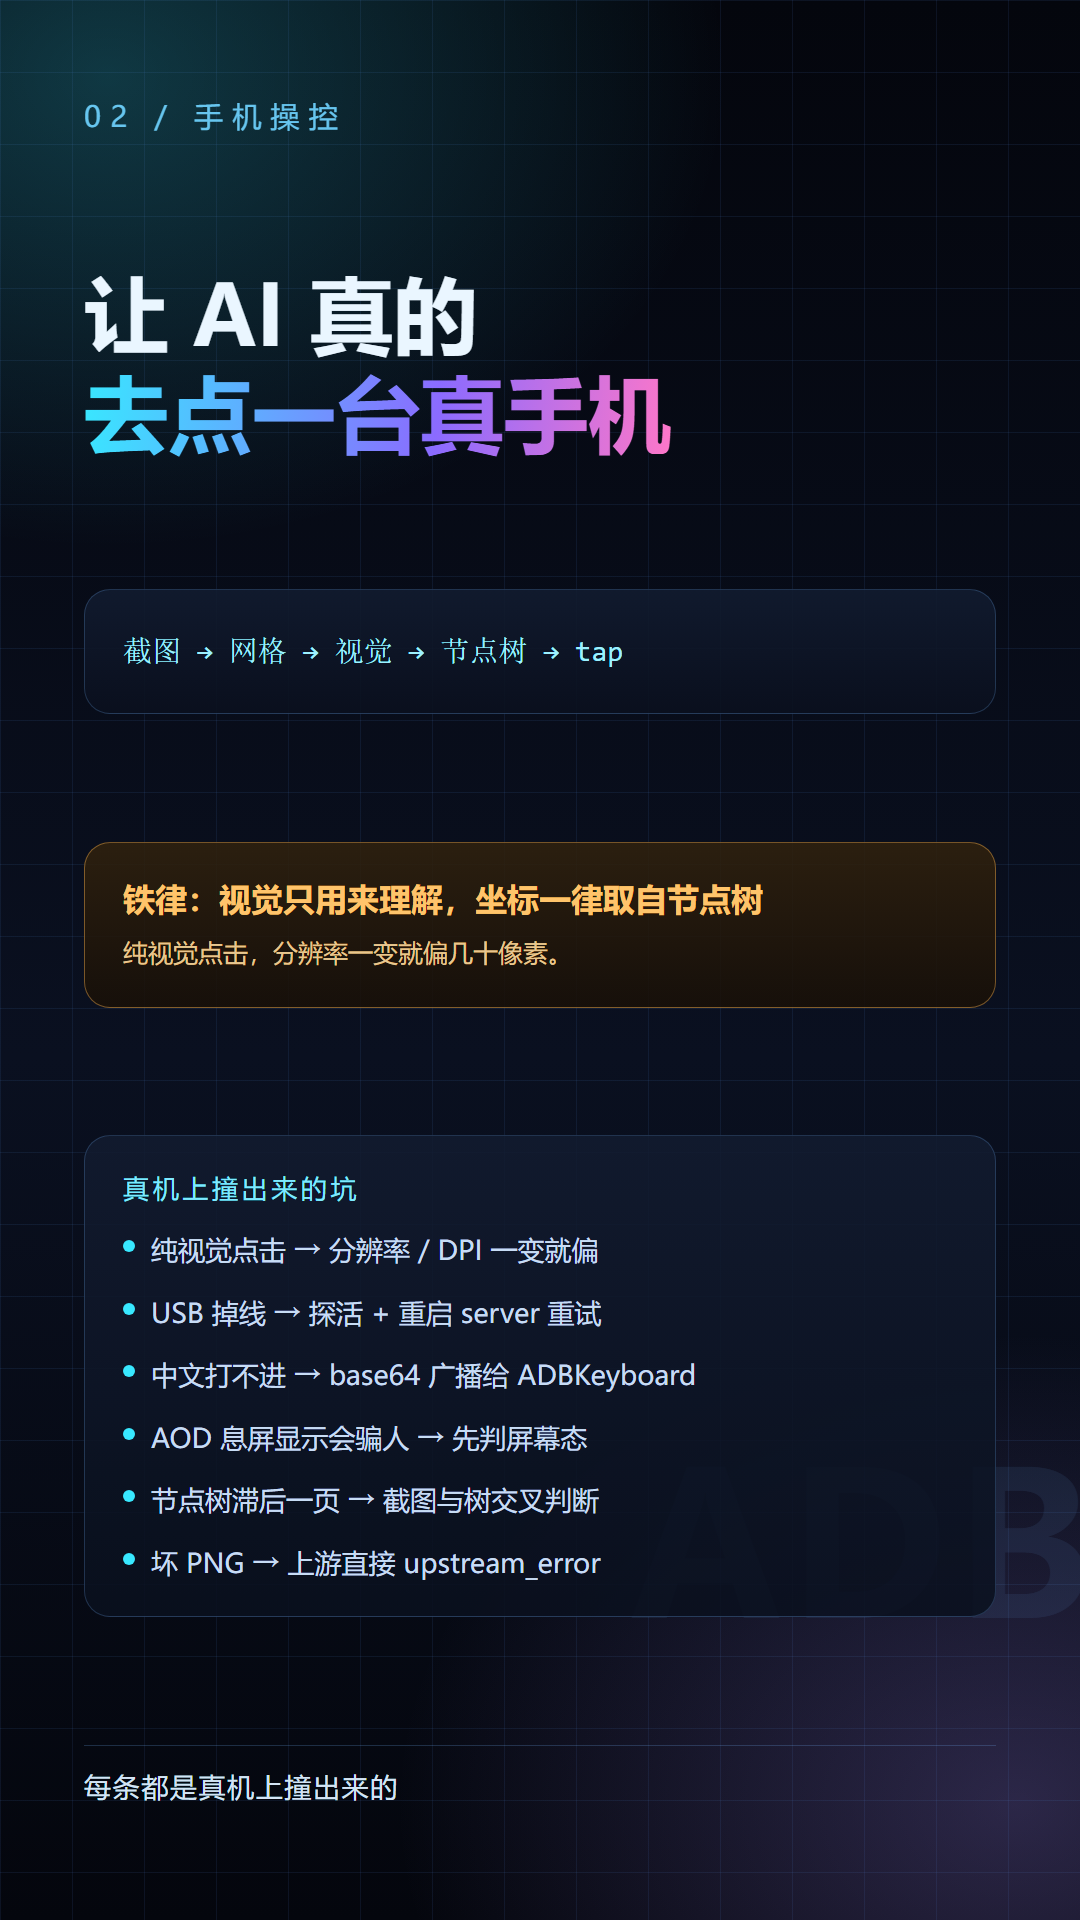 02 / 手机操控
让 AI 真的
去点一台真手机
截图 → 网格 → 视觉 → 节点树 → tap
铁律：视觉只用来理解，坐标一律取自节点树
纯视觉点击，分辨率一变就偏几十像素。
真机上撞出来的坑
纯视觉点击 → 分辨率 / DPI 一变就偏
USB 掉线 → 探活 + 重启 server 重试
中文打不进 → base64 广播给 ADBKeyboard
AOD 息屏显示会骗人 → 先判屏幕态
节点树滞后一页 → 截图与树交叉判断
坏 PNG → 上游直接 upstream_error
ADB
每条都是真机上撞出来的